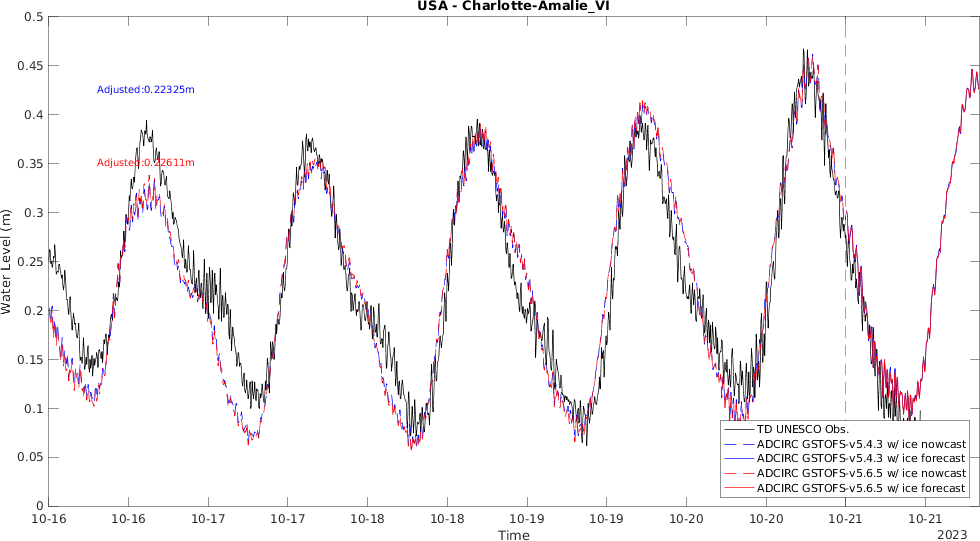 USA - Charlotte-Amalie_VI
0.5
0.45
Adjusted:0.22325m
0.4
0.35
Adjusted:0.22611m
0.3
0.25
0.2
0.15
0.1
0.05
0
Water Level (m)
TD UNESCO Obs.
ADCIRC GSTOFS-v5.4.3 w/ ice nowcast
ADCIRC GSTOFS-v5.4.3 w/ ice forecast
ADCIRC GSTOFS-v5.6.5 w/ ice nowcast
ADCIRC GSTOFS-v5.6.5 w/ ice forecast
10-16 10-16 10-17 10-17 10-18 10-18 10-19 10-19 10-20 10-20 10-21 10-21
Time
2023